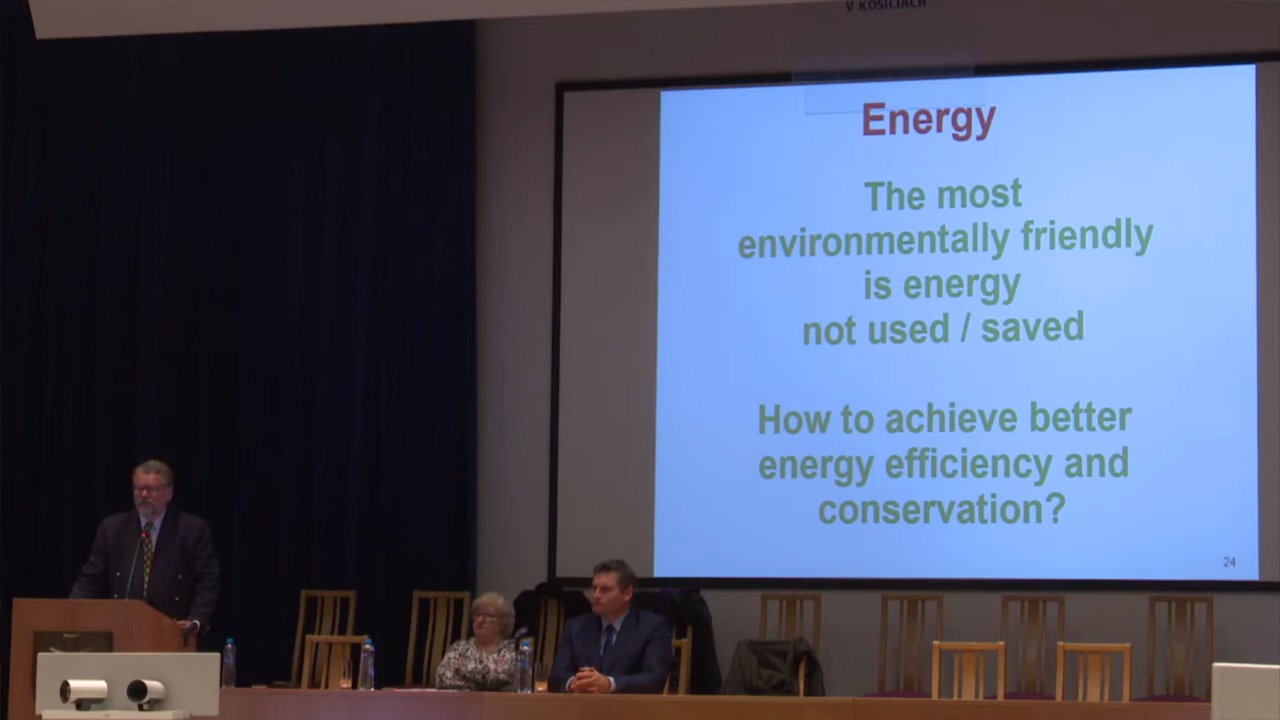 V KOŠICIACH
Energy
The most
environmentally friendly
is energy
not used / saved
How to achieve better
energy efficiency and
conservation?
24